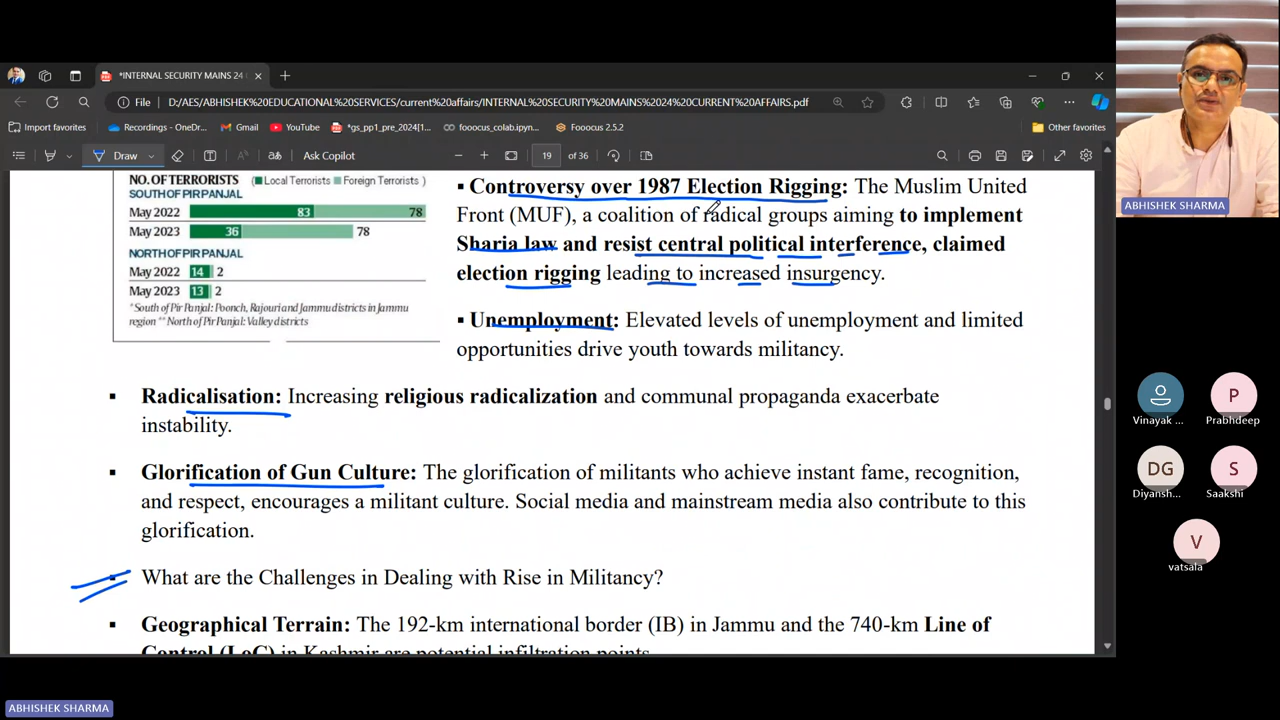 *INTERNAL SECURITY MAINS 24
File D:/AES/ABHISHEK%20EDUCATIONAL%20SERVICES/current%20affairs/INTERNAL%20SECURITY%20MAINS%202024%20CURRENT%20AFFAIRS.pdf
Import favorites Recordings - OneDr... Gmail YouTube *gs_pp1_pre_2024[1... fooocus_colab.ipyn... Fooocus 2.5.2 Other favorites
Draw Ask Copilot 19 of 36
NO. OF TERRORISTS (Local Terrorists Foreign Terrorists)
SOUTH OF PIR PANJAL
May 2022 83 78
May 2023 36 78
NORTH OF PIR PANJAL
May 2022 14 2
May 2023 13 2
*South of Pir Panjal: Poonch, Rajouri and Jammu districts in Jammu
region **North of Pir Panjal: Valley districts
▪ Controversy over 1987 Election Rigging: The Muslim United
Front (MUF), a coalition of radical groups aiming to implement
Sharia law and resist central political interference, claimed
election rigging leading to increased insurgency.
▪ Unemployment: Elevated levels of unemployment and limited
opportunities drive youth towards militancy.
▪ Radicalisation: Increasing religious radicalization and communal propaganda exacerbate
instability.
▪ Glorification of Gun Culture: The glorification of militants who achieve instant fame, recognition,
and respect, encourages a militant culture. Social media and mainstream media also contribute to this
glorification.
▪ What are the Challenges in Dealing with Rise in Militancy?
▪ Geographical Terrain: The 192-km international border (IB) in Jammu and the 740-km Line of
Control (LoC) in Kashmir are potential infiltration points.
ABHISHEK SHARMA
Vinayak ...
P
Prabhdeep
DG
Diyansh...
S
Saakshi
V
vatsala
ABHISHEK SHARMA